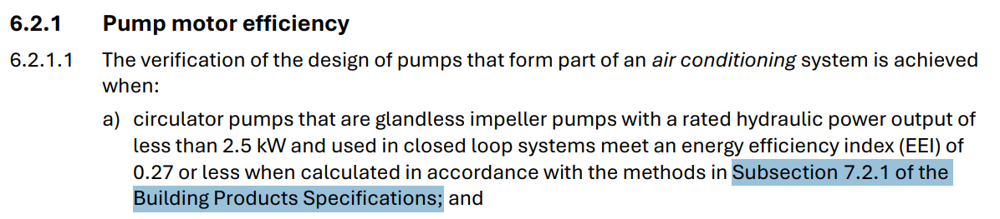 6.2.1 Pump motor efficiency
6.2.1.1 The verification of the design of pumps that form part of an air conditioning system is achieved
when:
a) circulator pumps that are glandless impeller pumps with a rated hydraulic power output of
less than 2.5 kW and used in closed loop systems meet an energy efficiency index (EEI) of
0.27 or less when calculated in accordance with the methods in Subsection 7.2.1 of the
Building Products Specifications; and